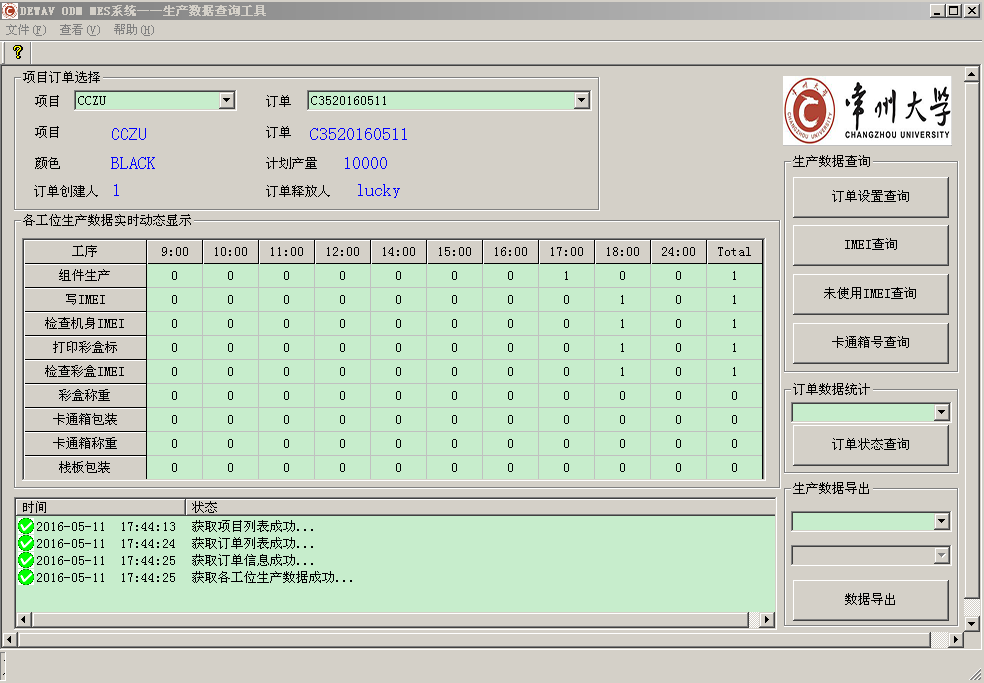 DEWAV ODM MES系统——生产数据查询工具
文件(F) 查看(V) 帮助(H)
项目订单选择
项目 CCZU 订单 C3520160511
项目 CCZU 订单 C3520160511
颜色 BLACK 计划产量 10000
订单创建人 1 订单释放人 lucky
各工位生产数据实时动态显示
工序 9:00 10:00 11:00 12:00 14:00 15:00 16:00 17:00 18:00 24:00 Total
组件生产 0 0 0 0 0 0 0 1 0 0 1
写IMEI 0 0 0 0 0 0 0 0 1 0 1
检查机身IMEI 0 0 0 0 0 0 0 0 1 0 1
打印彩盒标 0 0 0 0 0 0 0 0 1 0 1
检查彩盒IMEI 0 0 0 0 0 0 0 0 1 0 1
彩盒称重 0 0 0 0 0 0 0 0 0 0 0
卡通箱包装 0 0 0 0 0 0 0 0 0 0 0
卡通箱称重 0 0 0 0 0 0 0 0 0 0 0
栈板包装 0 0 0 0 0 0 0 0 0 0 0
时间 状态
2016-05-11 17:44:13 获取项目列表成功...
2016-05-11 17:44:24 获取订单列表成功...
2016-05-11 17:44:25 获取订单信息成功...
2016-05-11 17:44:25 获取各工位生产数据成功...
常州大学
CHANGZHOU UNIVERSITY
生产数据查询
订单设置查询
IMEI查询
未使用IMEI查询
卡通箱号查询
订单数据统计
订单状态查询
生产数据导出
数据导出